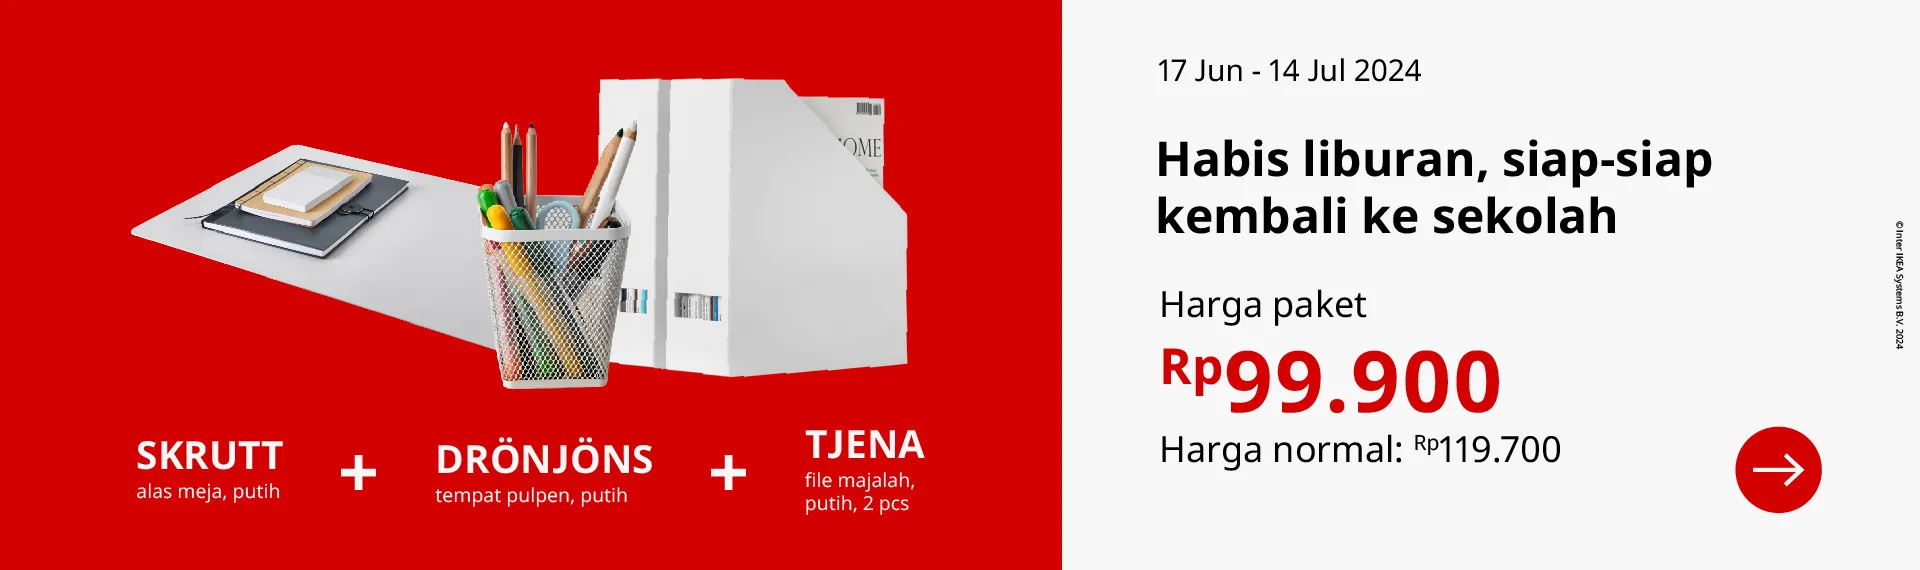 OME
SKRUTT
alas meja, putih
+
DRÖNJÖNS
tempat pulpen, putih
+
TJENA
file majalah,
putih, 2 pcs
17 Jun - 14 Jul 2024
Habis liburan, siap-siap
kembali ke sekolah
Harga paket
Rp99.900
Harga normal: Rp119.700
© Inter IKEA Systems B.V. 2024